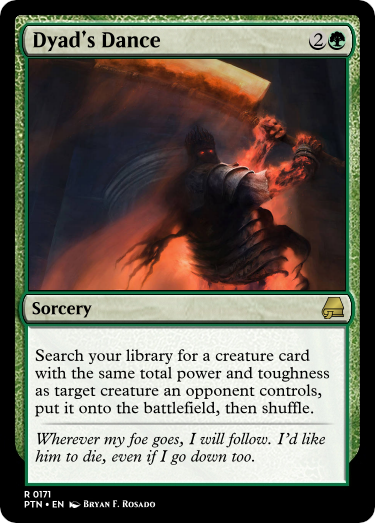 Dyad's Dance 2
Sorcery
Search your library for a creature card
with the same total power and toughness
as target creature an opponent controls,
put it onto the battlefield, then shuffle.
Wherever my foe goes, I will follow. I'd like
him to die, even if I go down too.
R 0171
PTN • EN Bryan F. Rosado